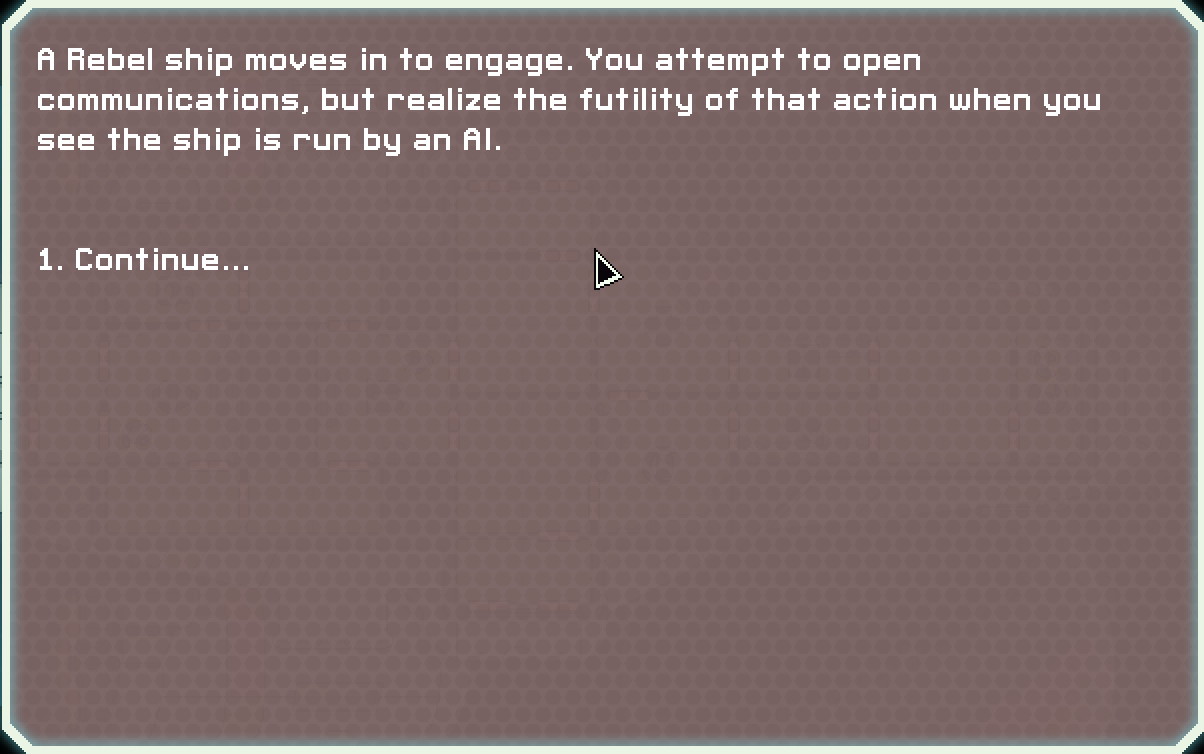 A Rebel ship moves in to engage. You attempt to open
communications, but realize the futility of that action when you
see the ship is run by an AI.
1. Continue...